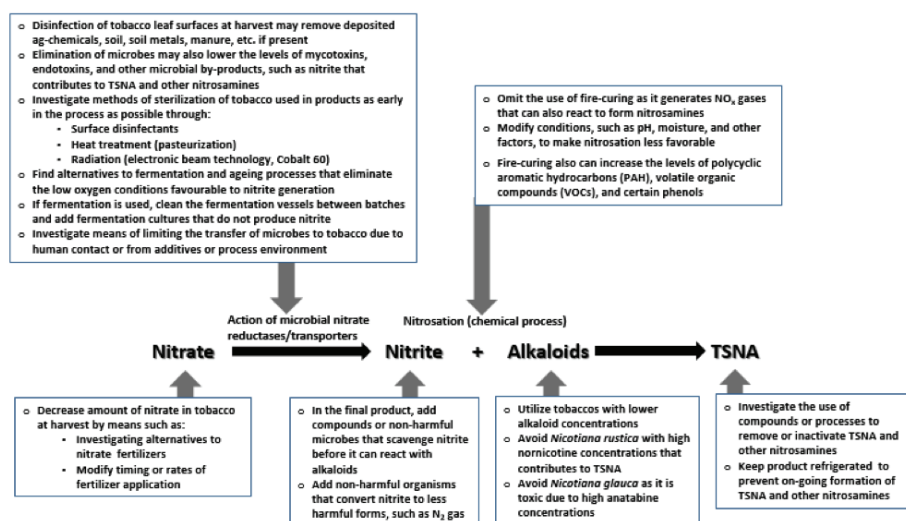 o Disinfection of tobacco leaf surfaces at harvest may remove deposited
ag-chemicals, soil, soil metals, manure, etc. if present
o Elimination of microbes may also lower the levels of mycotoxins,
endotoxins, and other microbial by-products, such as nitrite that
contributes to TSNA and other nitrosamines
o Investigate methods of sterilization of tobacco used in products as early
in the process as possible through:
• Surface disinfectants
• Heat treatment (pasteurization)
• Radiation (electronic beam technology, Cobalt 60)
o Find alternatives to fermentation and ageing processes that eliminate
the low oxygen conditions favourable to nitrite generation
o If fermentation is used, clean the fermentation vessels between batches
and add fermentation cultures that do not produce nitrite
o Investigate means of limiting the transfer of microbes to tobacco due to
human contact or from additives or process environment
o Omit the use of fire-curing as it generates NOx gases
that can also react to form nitrosamines
o Modify conditions, such as pH, moisture, and other
factors, to make nitrosation less favorable
o Fire-curing also can increase the levels of polycyclic
aromatic hydrocarbons (PAH), volatile organic
compounds (VOCs), and certain phenols
Action of microbial nitrate
reductases/transporters
Nitrosation (chemical process)
Nitrate Nitrite + Alkaloids TSNA
o Decrease amount of nitrate in tobacco
at harvest by means such as:
• Investigating alternatives to
nitrate fertilizers
• Modify timing or rates of
fertilizer application
o In the final product, add
compounds or non-harmful
microbes that scavenge nitrite
before it can react with
alkaloids
o Add non-harmful organisms
that convert nitrite to less
harmful forms, such as N2 gas
o Utilize tobaccos with lower
alkaloid concentrations
o Avoid Nicotiana rustica with high
nornicotine concentrations that
contributes to TSNA
o Avoid Nicotiana glauca as it is
toxic due to high anatabine
concentrations
o Investigate the use of
compounds or processes to
remove or inactivate TSNA and
other nitrosamines
o Keep product refrigerated to
prevent on-going formation of
TSNA and other nitrosamines